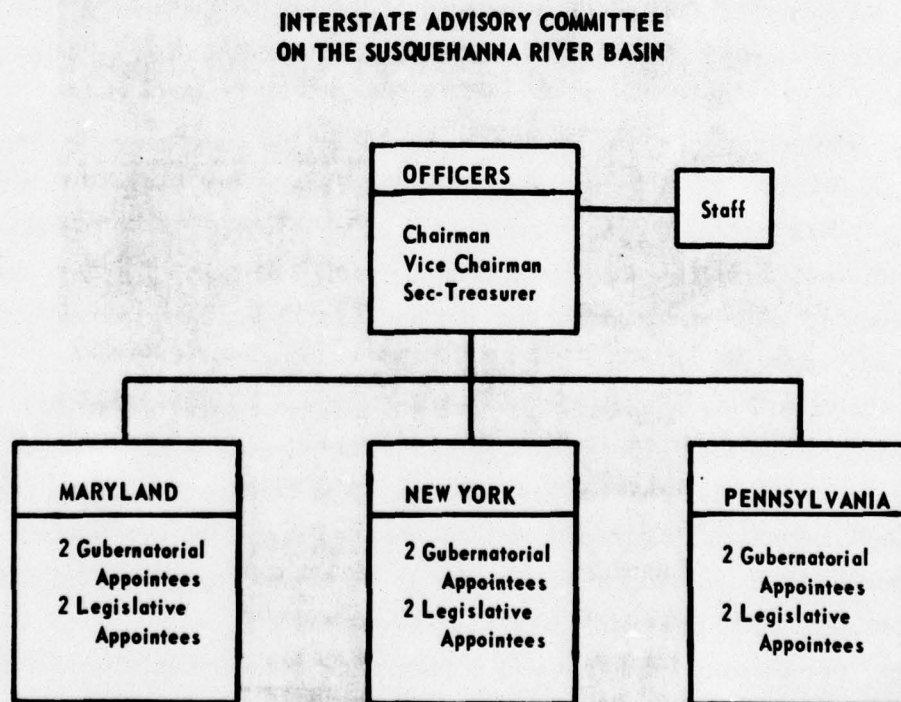 INTERSTATE ADVISORY COMMITTEE
ON THE SUSQUEHANNA RIVER BASIN
OFFICERS
Chairman
Vice Chairman
Sec-Treasurer
Staff
MARYLAND
2 Gubernatorial
Appointees
2 Legislative
Appointees
NEW YORK
2 Gubernatorial
Appointees
2 Legislative
Appointees
PENNSYLVANIA
2 Gubernatorial
Appointees
2 Legislative
Appointees